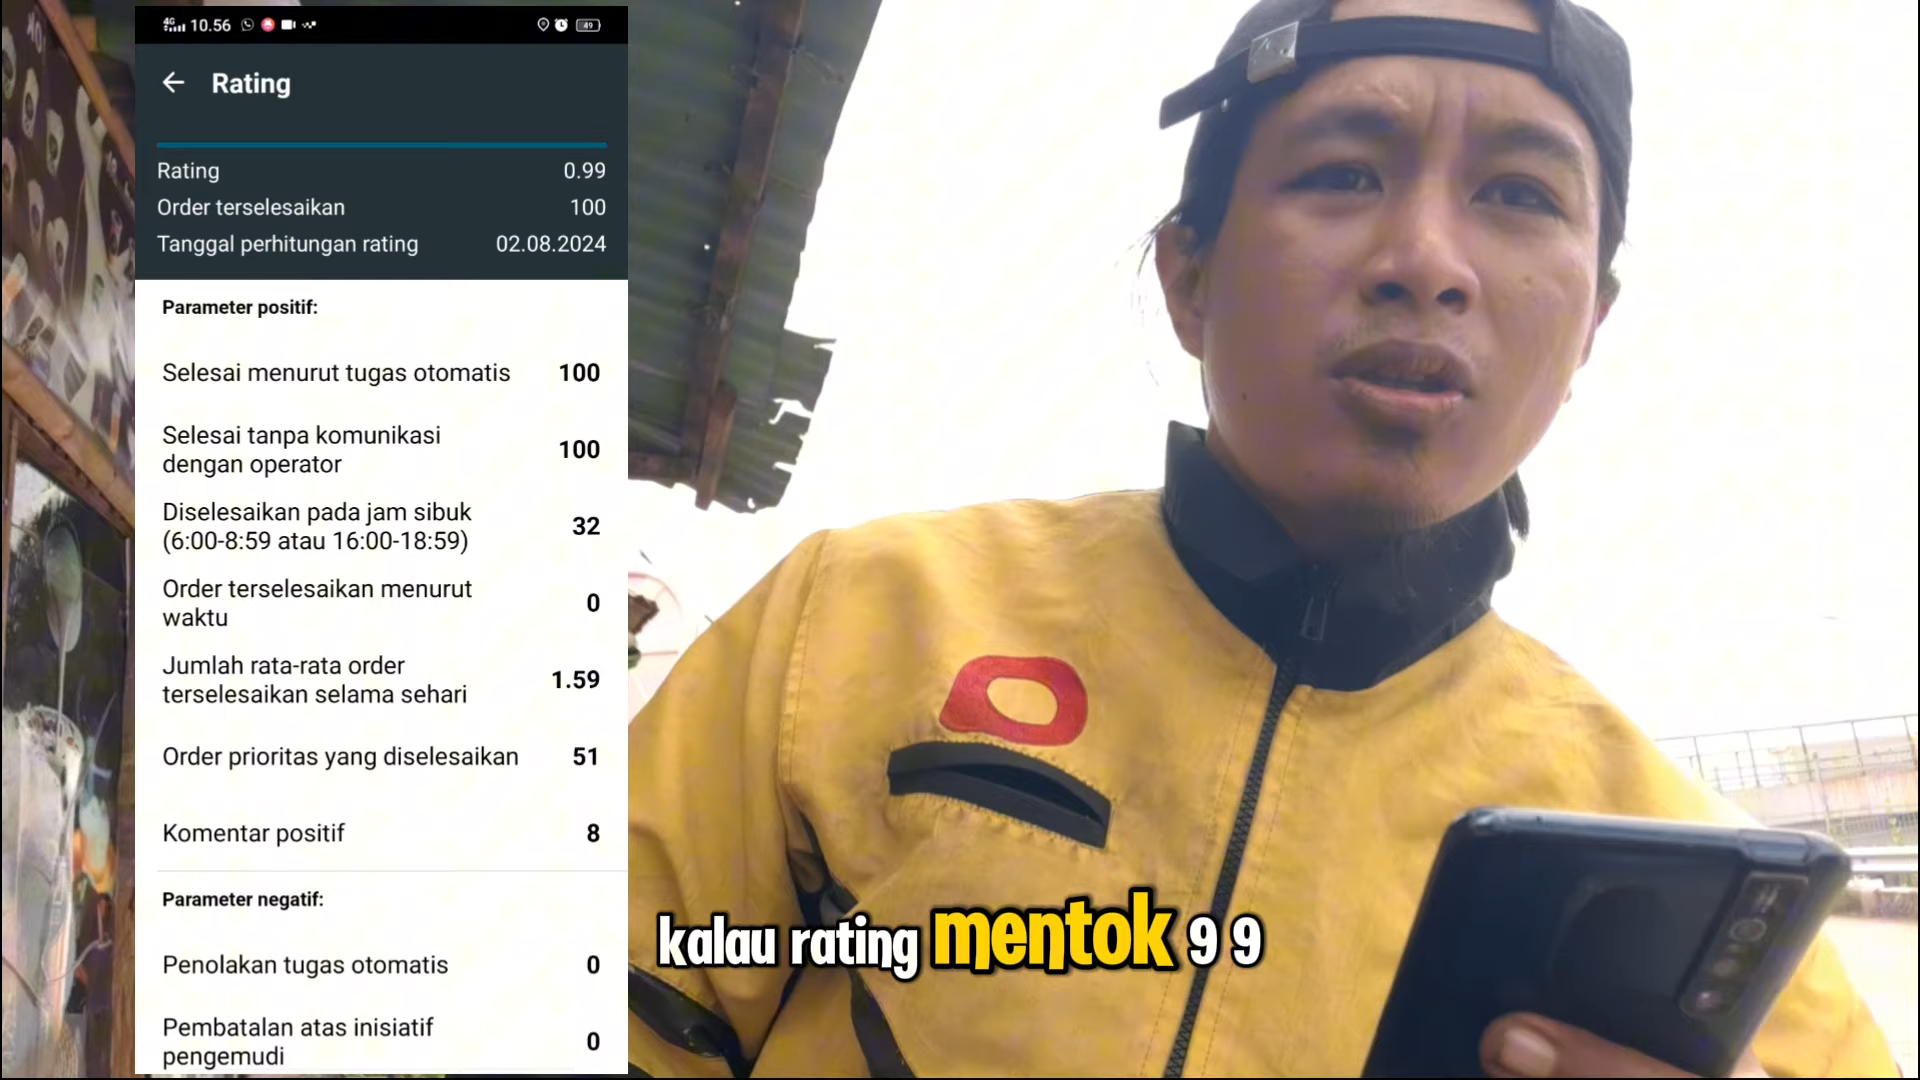 4G 10.56 49
Rating
Rating 0.99
Order terselesaikan 100
Tanggal perhitungan rating 02.08.2024
Parameter positif:
Selesai menurut tugas otomatis 100
Selesai tanpa komunikasi
dengan operator 100
Diselesaikan pada jam sibuk
(6:00-8:59 atau 16:00-18:59) 32
Order terselesaikan menurut
waktu 0
Jumlah rata-rata order
terselesaikan selama sehari 1.59
Order prioritas yang diselesaikan 51
Komentar positif 8
Parameter negatif:
Penolakan tugas otomatis 0
Pembatalan atas inisiatif
pengemudi 0
kalau rating mentok 9 9